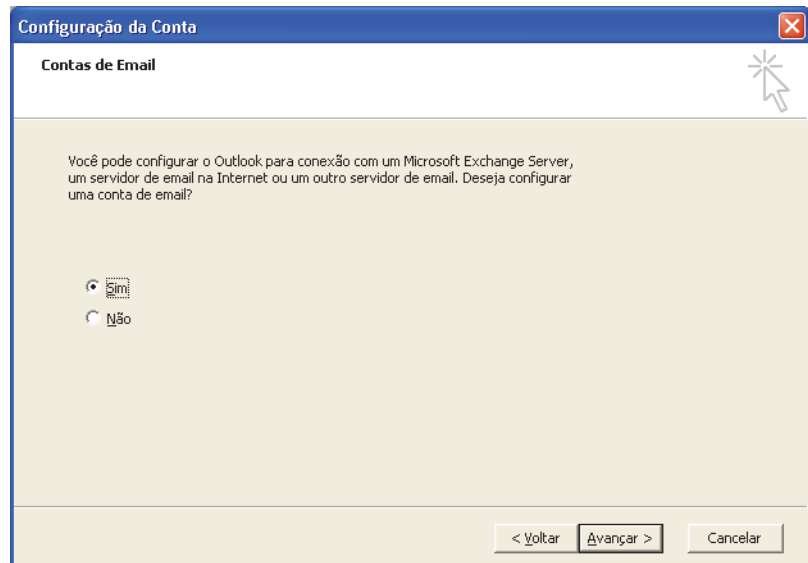 Configuração da Conta
Contas de Email
Você pode configurar o Outlook para conexão com um Microsoft Exchange Server,
um servidor de email na Internet ou um outro servidor de email. Deseja configurar
uma conta de email?
Sim
Não
< Voltar
Avançar >
Cancelar